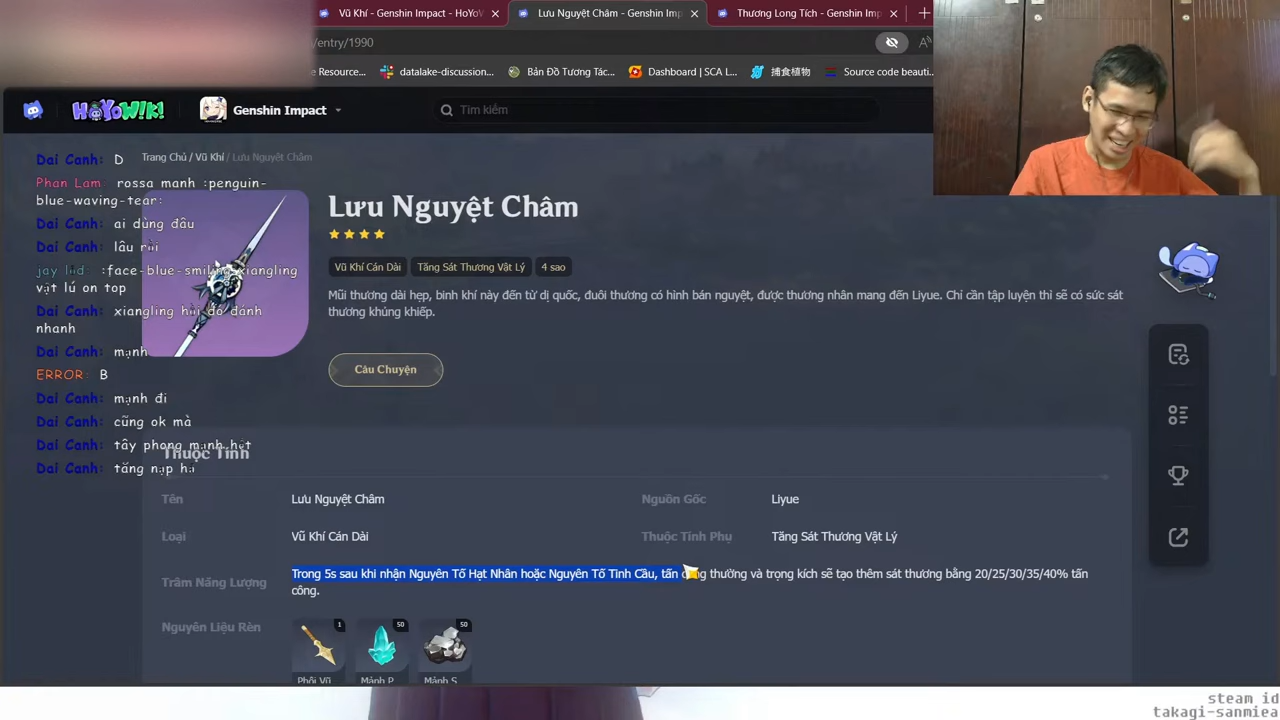 Vũ Khí - Genshin Impact - HoYoV
Lưu Nguyệt Châm - Genshin Imp
Thương Long Tích - Genshin Imp
/entry/1990
Resource...
datalake-discussion...
Bản Đồ Tương Tác...
Dashboard | SCA L...
捕食植物
Source code beauti...
HoYoWiKi
Genshin Impact
Tìm kiếm
Trang Chủ / Vũ Khí / Lưu Nguyệt Châm
Dai Canh: D
Phan Lam: rossa manh :penguin-
blue-waving-tear:
Dai Canh: ai dùng đâu
Dai Canh: lâu rồi
:face-blue-smiling xiangling
vật lú on top
Dai Canh: xiangling hồi đó đánh
nhanh
Dai Canh: mạnh
ERROR: B
Dai Canh: mạnh đi
Dai Canh: cũng ok mà
Dai Canh: tây phong mạnh hết
Dai Canh: tăng nạp hả
Lưu Nguyệt Châm
Vũ Khí Cán Dài
Tăng Sát Thương Vật Lý
4 sao
Mũi thương dài hẹp, binh khí này đến từ dị quốc, đuôi thương có hình bán nguyệt, được thương nhân mang đến Liyue. Chỉ cần tập luyện thì sẽ có sức sát
thương khủng khiếp.
Câu Chuyện
Thuộc Tính
Tên
Lưu Nguyệt Châm
Nguồn Gốc
Liyue
Loại
Vũ Khí Cán Dài
Thuộc Tính Phụ
Tăng Sát Thương Vật Lý
Trâm Năng Lượng
Trong 5s sau khi nhận Nguyên Tố Hạt Nhân hoặc Nguyên Tố Tinh Cầu, tấn công thường và trọng kích sẽ tạo thêm sát thương bằng 20/25/30/35/40% tấn
công.
Nguyên Liệu Rèn
1
50
50
Phôi Vũ
Mảnh P
Mảnh S
steam id
takagi-sanmiea